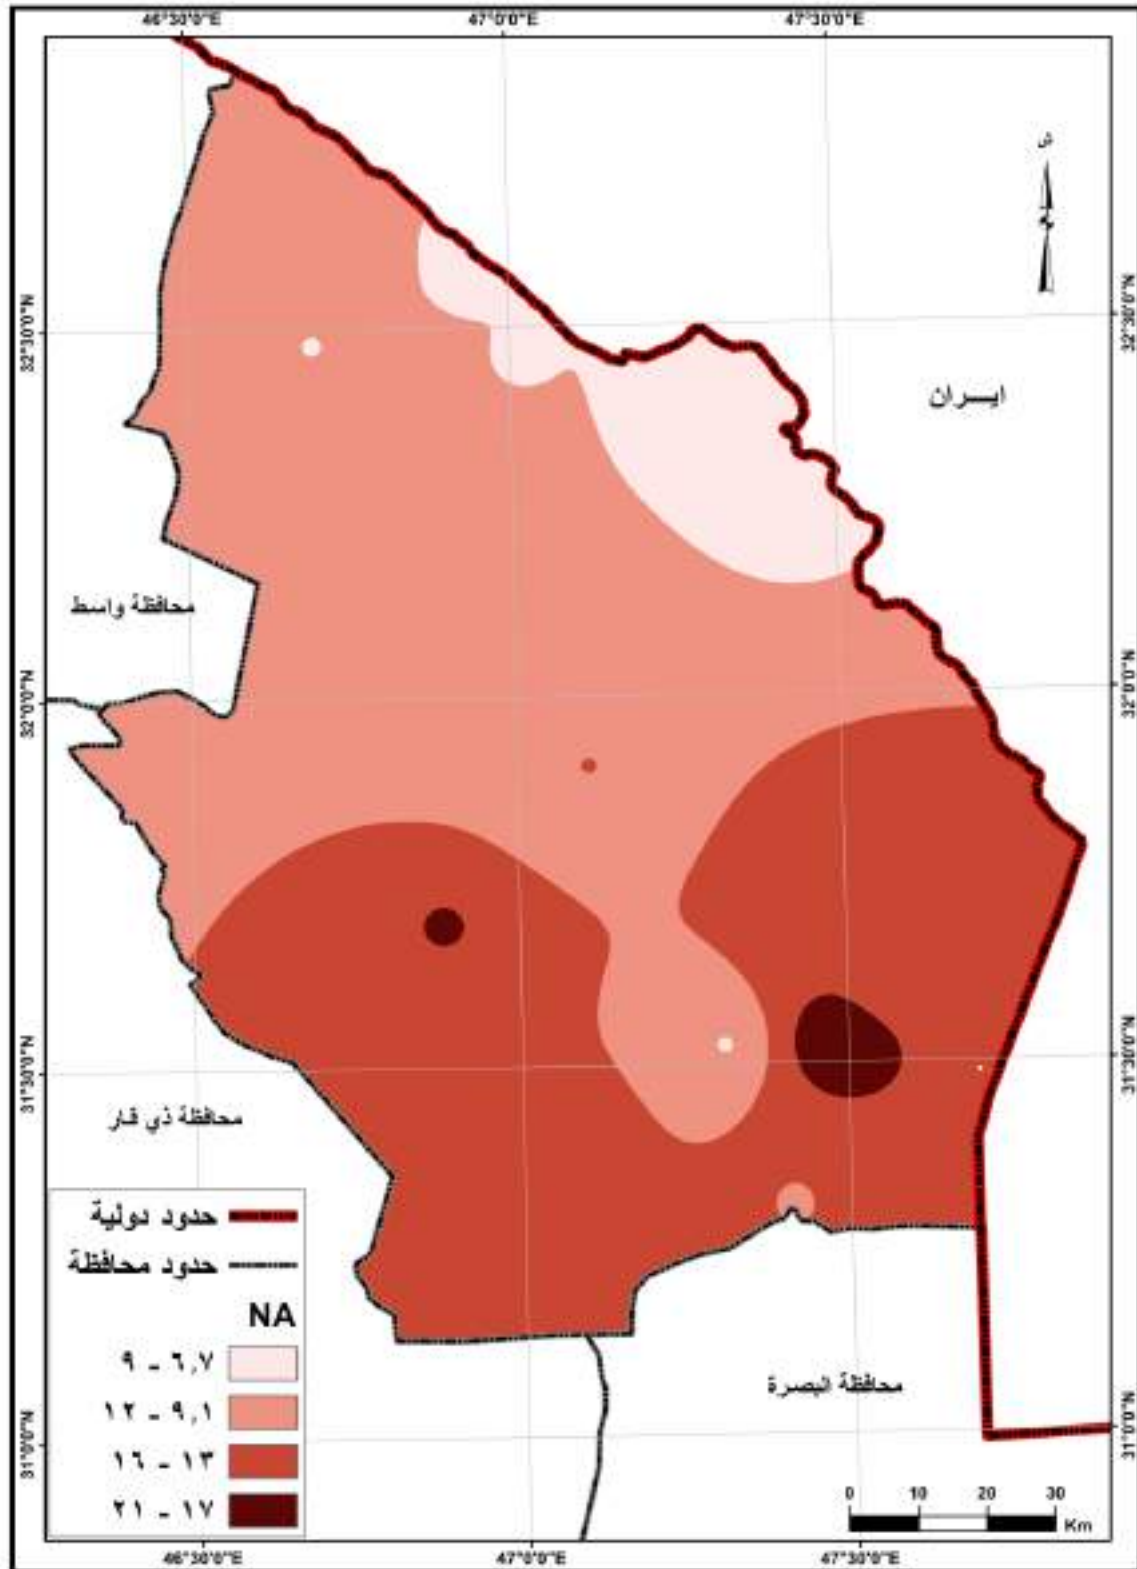 46°30'0"E 47°0'0"E 47°30'0"E
ش
32°30'0"N 32°30'0"N
ايـــران
محافظة واسط
32°0'0"N 32°0'0"N
31°30'0"N 31°30'0"N
محافظة ذي قار
حدود دولية
حدود محافظة
NA
٦,٧ - ٩
٩,١ - ١٢
١٣ - ١٦
١٧ - ٢١
محافظة البصرة
31°0'0"N 31°0'0"N
0 10 20 30
Km
46°30'0"E 47°0'0"E 47°30'0"E